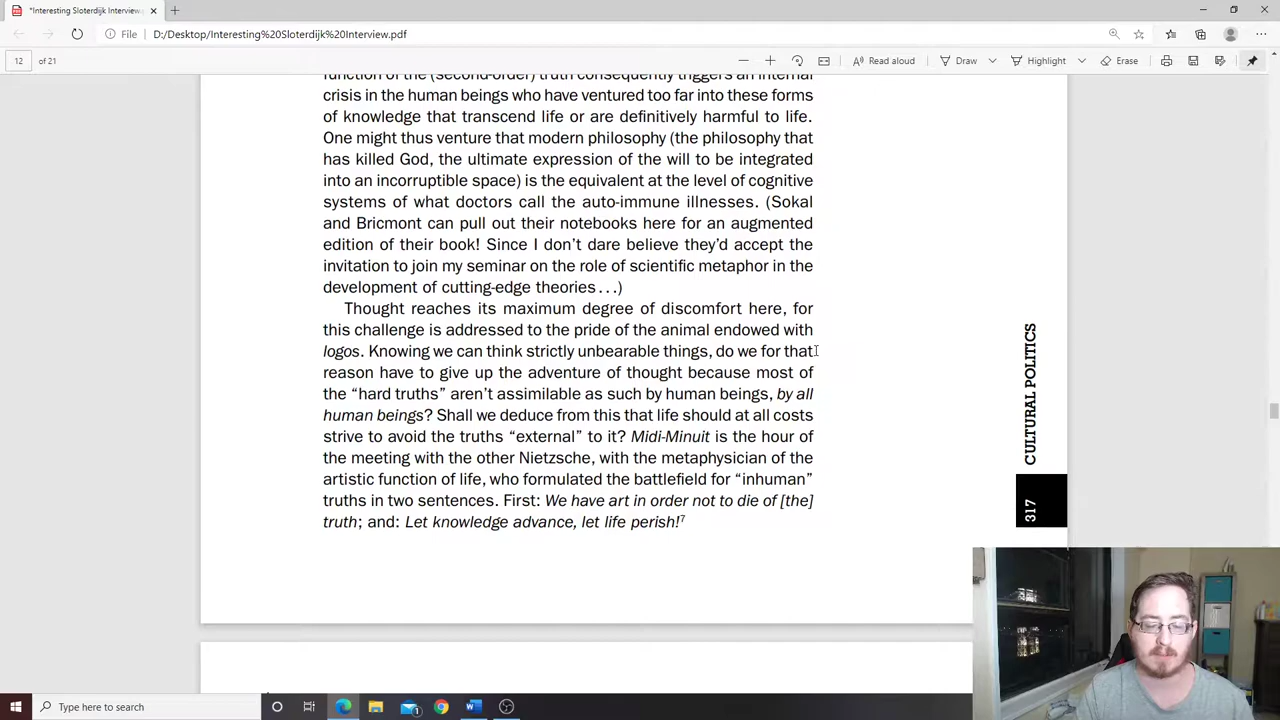 *Interesting Sloterdijk Interview.
File
D:/Desktop/Interesting%20Sloterdijk%20Interview.pdf
12
of 21
Read aloud
Draw
Highlight
Erase
function of the (second-order) truth consequently triggers an internal
crisis in the human beings who have ventured too far into these forms
of knowledge that transcend life or are definitively harmful to life.
One might thus venture that modern philosophy (the philosophy that
has killed God, the ultimate expression of the will to be integrated
into an incorruptible space) is the equivalent at the level of cognitive
systems of what doctors call the auto-immune illnesses. (Sokal
and Bricmont can pull out their notebooks here for an augmented
edition of their book! Since I don't dare believe they'd accept the
invitation to join my seminar on the role of scientific metaphor in the
development of cutting-edge theories...)
Thought reaches its maximum degree of discomfort here, for
this challenge is addressed to the pride of the animal endowed with
logos. Knowing we can think strictly unbearable things, do we for that
reason have to give up the adventure of thought because most of
the “hard truths” aren't assimilable as such by human beings, by all
human beings? Shall we deduce from this that life should at all costs
strive to avoid the truths “external” to it? Midi-Minuit is the hour of
the meeting with the other Nietzsche, with the metaphysician of the
artistic function of life, who formulated the battlefield for “inhuman”
truths in two sentences. First: We have art in order not to die of [the]
truth; and: Let knowledge advance, let life perish!7
CULTURAL POLITICS
317
Type here to search